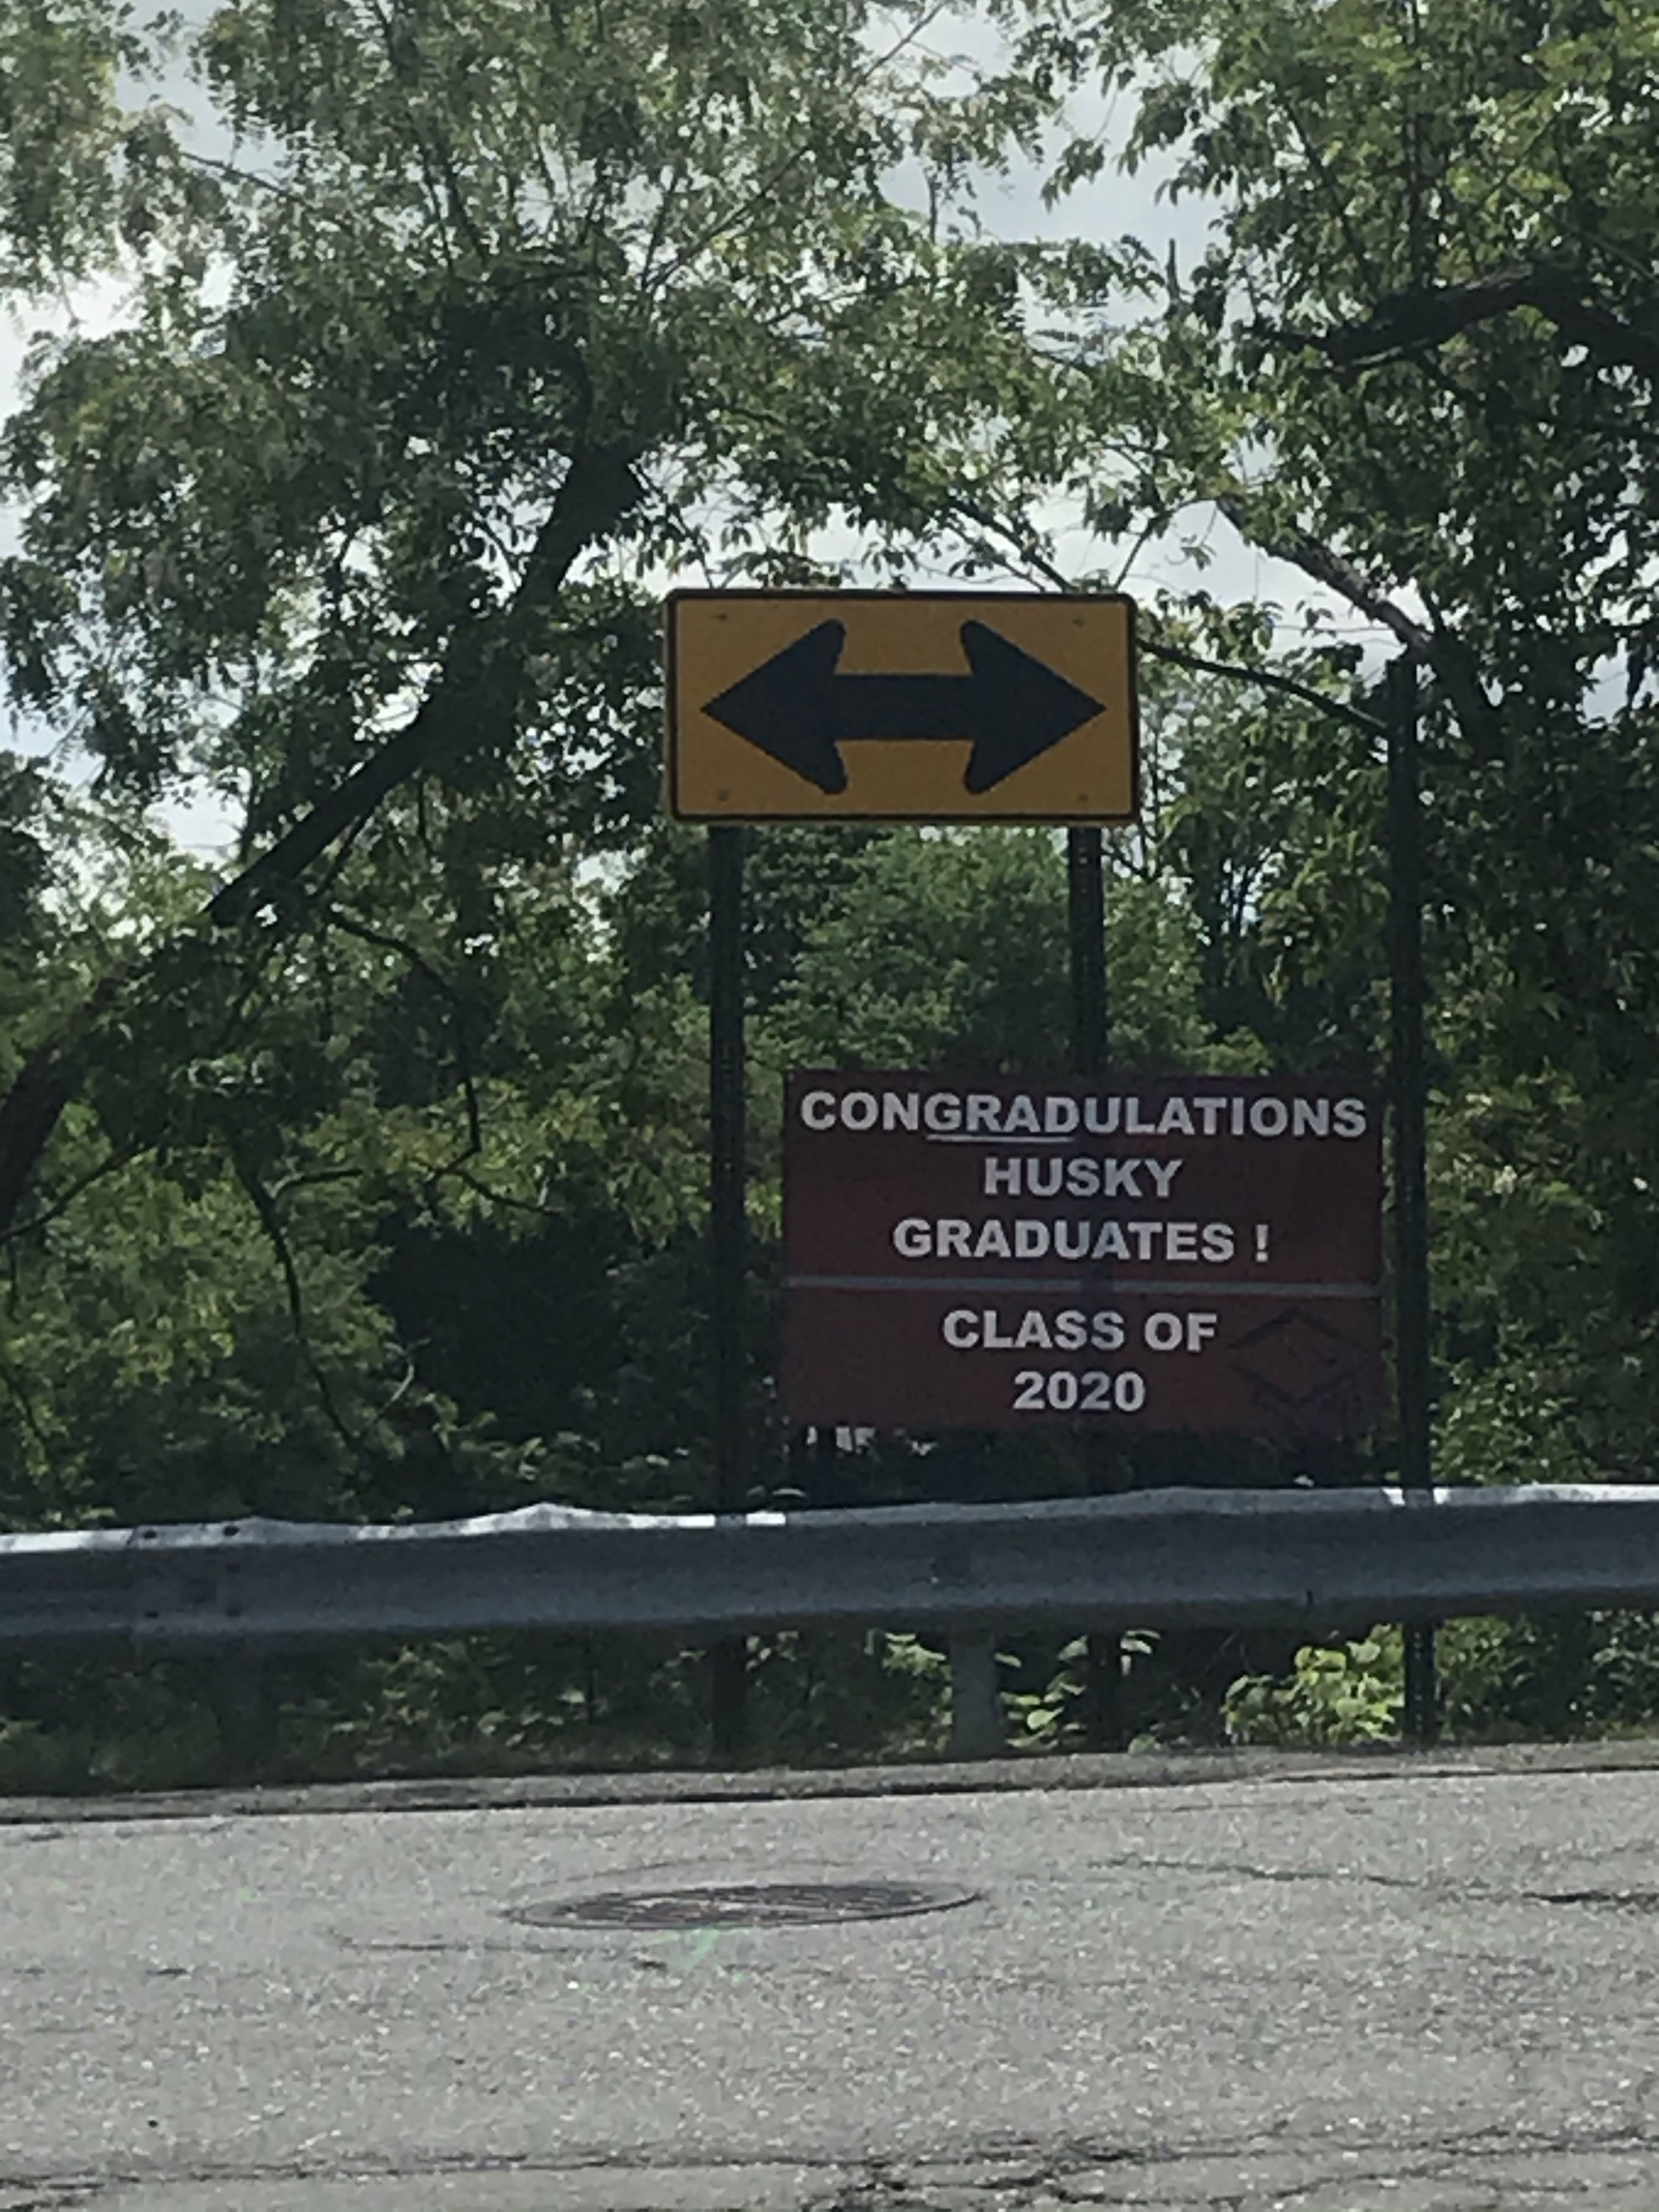 CONGRADULATIONS
HUSKY
GRADUATES !
CLASS OF
2020